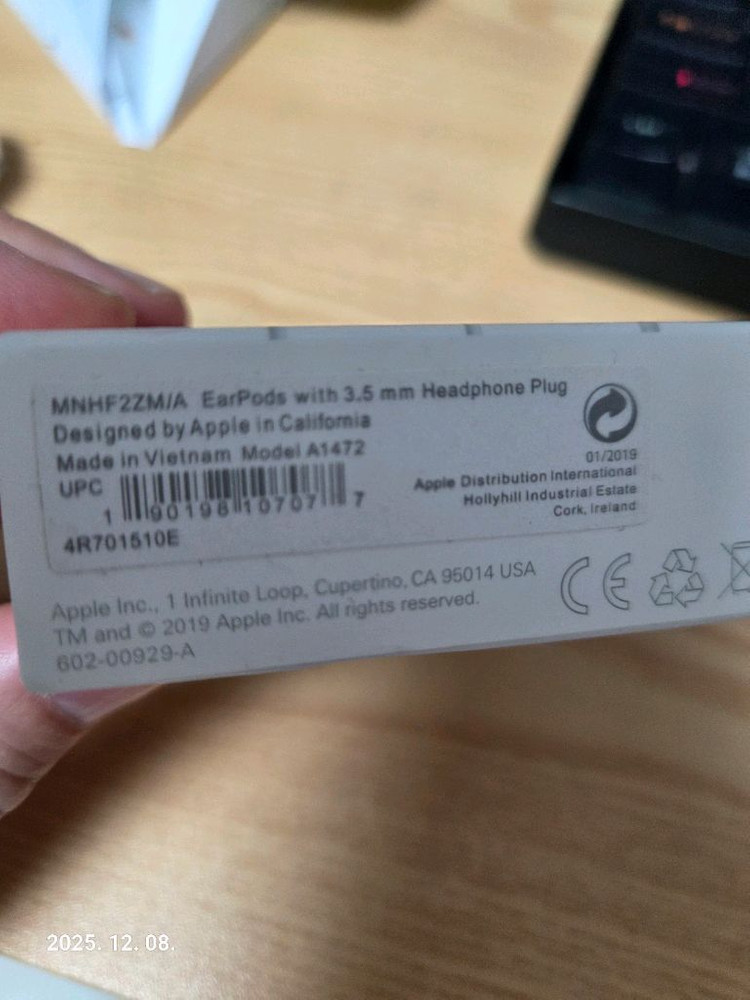 MNHF2ZM/A EarPods with 3.5 mm Headphone Plug
Designed by Apple in California
Made in Vietnam Model A1472
UPC
1 90198 10707 7
4R701510E
01/2019
Apple Distribution International
Hollyhill Industrial Estate
Cork, Ireland
Apple Inc., 1 Infinite Loop, Cupertino, CA 95014 USA
TM and © 2019 Apple Inc. All rights reserved.
602-00929-A
CE
2025. 12. 08.